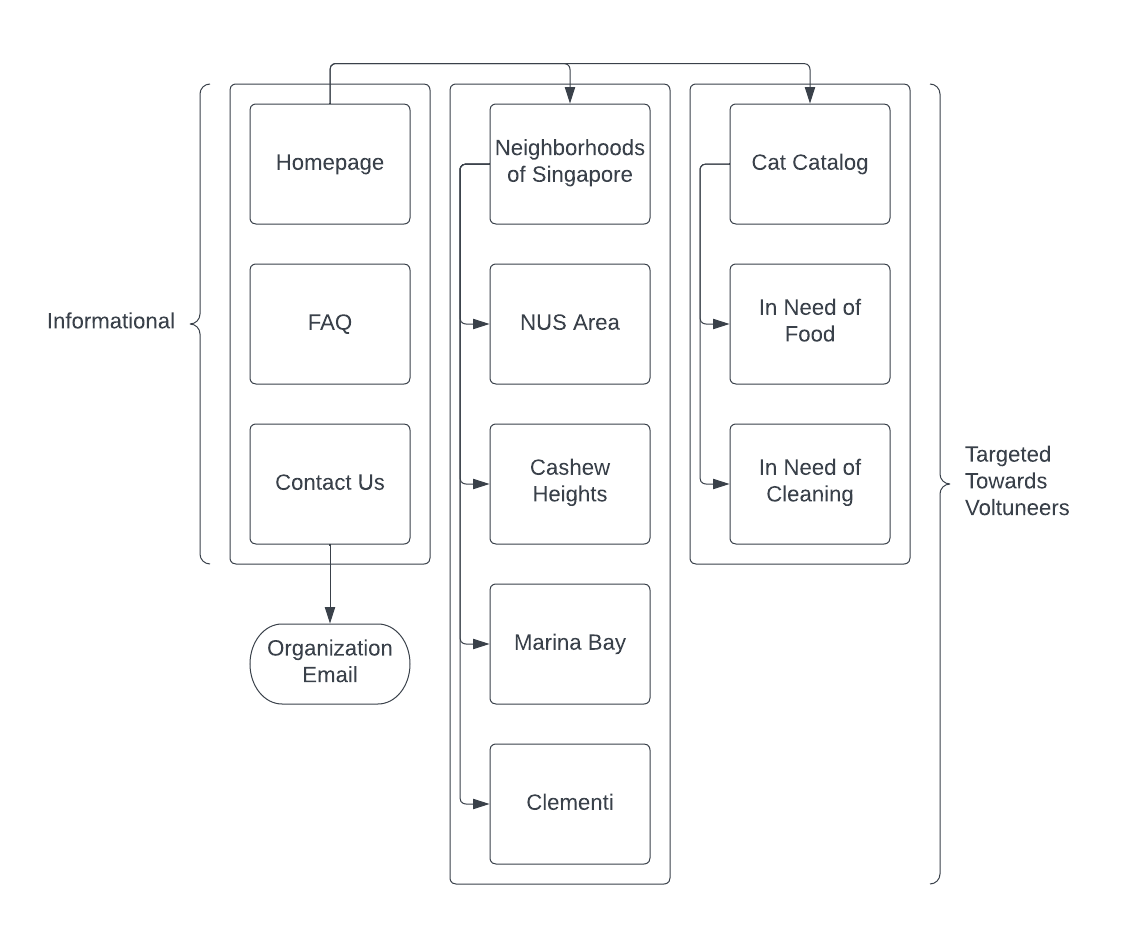 Informational
Homepage
FAQ
Contact Us
Organization
Email
Neighborhoods
of Singapore
NUS Area
Cashew
Heights
Marina Bay
Clementi
Cat Catalog
In Need of
Food
In Need of
Cleaning
Targeted
Towards
Voltuneers